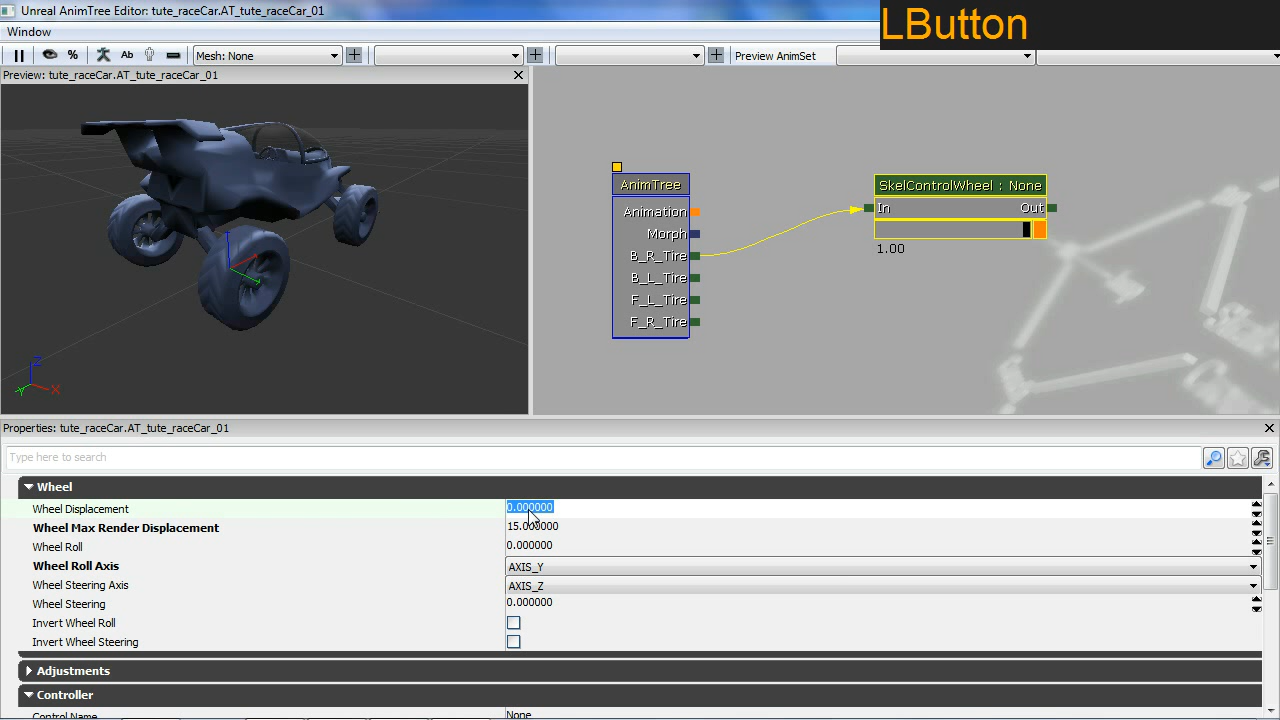 Unreal AnimTree Editor: tute_raceCar.AT_tute_raceCar_01
LButton
Window
% Ab Mesh: None Preview AnimSet
Preview: tute_raceCar.AT_tute_raceCar_01
AnimTree
Animation
Morph
B_R_Tire
B_L_Tire
F_L_Tire
F_R_Tire
SkelControlWheel : None
In Out
1.00
Z
Y X
Properties: tute_raceCar.AT_tute_raceCar_01
Type here to search
Wheel
Wheel Displacement 0.000000
Wheel Max Render Displacement 15.000000
Wheel Roll 0.000000
Wheel Roll Axis AXIS_Y
Wheel Steering Axis AXIS_Z
Wheel Steering 0.000000
Invert Wheel Roll
Invert Wheel Steering
Adjustments
Controller
Control Name None